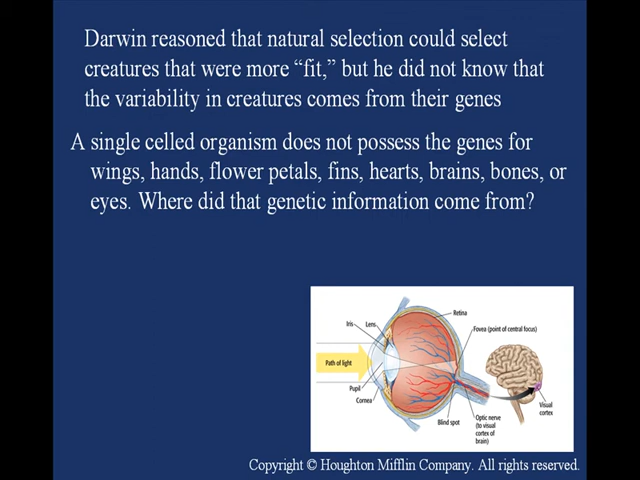 Darwin reasoned that natural selection could select
creatures that were more “fit,” but he did not know that
the variability in creatures comes from their genes
A single celled organism does not possess the genes for
wings, hands, flower petals, fins, hearts, brains, bones, or
eyes. Where did that genetic information come from?
Retina
Iris
Lens
Fovea (point of central focus)
Path of light
Pupil
Cornea
Blind spot
Optic nerve
(to visual
cortex of
brain)
Visual
cortex
Copyright © Houghton Mifflin Company. All rights reserved.